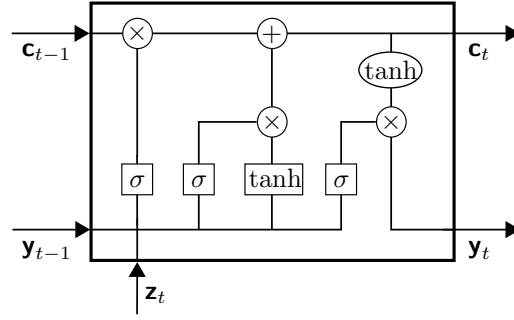 × +
c_{t−1} c_t
tanh
× ×
σ σ tanh σ
y_{t−1} y_t
z_t